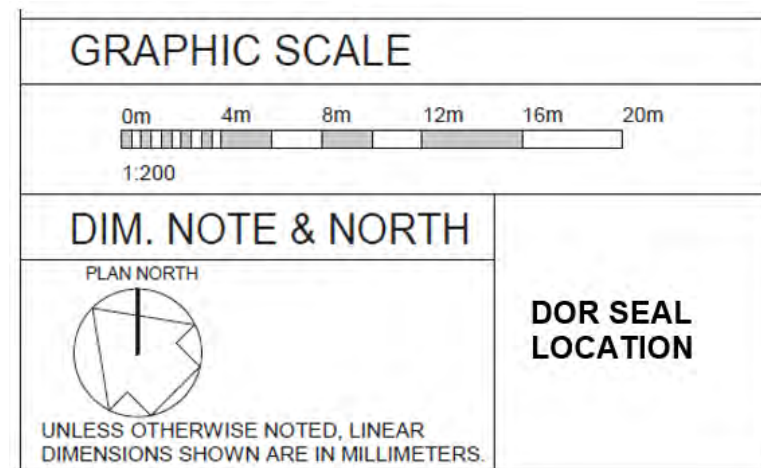 GRAPHIC SCALE
0m 4m 8m 12m 16m 20m
1:200
DIM. NOTE & NORTH
PLAN NORTH
UNLESS OTHERWISE NOTED, LINEAR
DIMENSIONS SHOWN ARE IN MILLIMETERS.
DOR SEAL
LOCATION